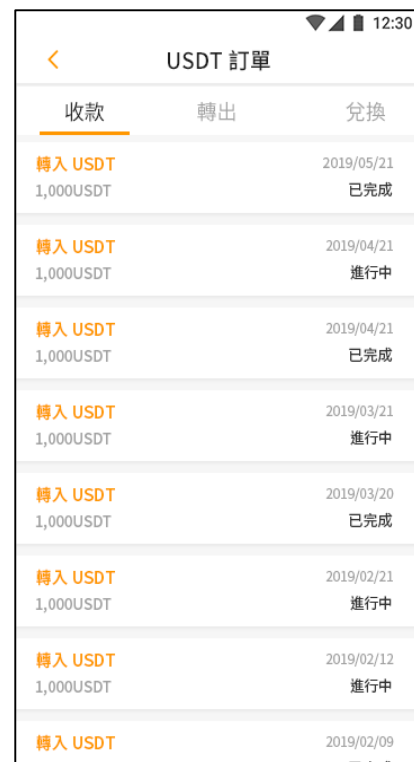 12:30
USDT 訂單
收款 轉出 兌換
轉入 USDT 2019/05/21
1,000USDT 已完成
轉入 USDT 2019/04/21
1,000USDT 進行中
轉入 USDT 2019/04/21
1,000USDT 已完成
轉入 USDT 2019/03/21
1,000USDT 進行中
轉入 USDT 2019/03/20
1,000USDT 已完成
轉入 USDT 2019/02/21
1,000USDT 進行中
轉入 USDT 2019/02/12
1,000USDT 進行中
轉入 USDT 2019/02/09